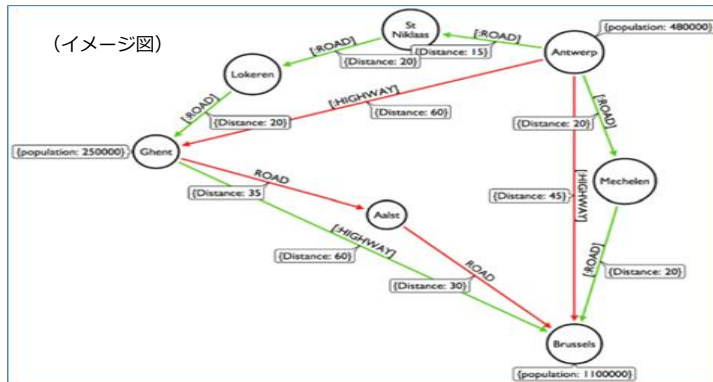 （イメージ図）
St
Niklaas
Antwerp
{population: 480000}
[:ROAD]
{Distance: 15}
[:ROAD]
{Distance: 20}
Lokeren
[:HIGHWAY]
{Distance: 60}
[:ROAD]
{Distance: 20}
[:ROAD]
{Distance: 20}
{population: 250000}
Ghent
ROAD
{Distance: 35
Aalst
[:HIGHWAY]
{Distance: 45}
Mechelen
[:HIGHWAY]
{Distance: 60}
ROAD
{Distance: 30}
[:ROAD]
{Distance: 20}
Brussels
{population: 1100000}